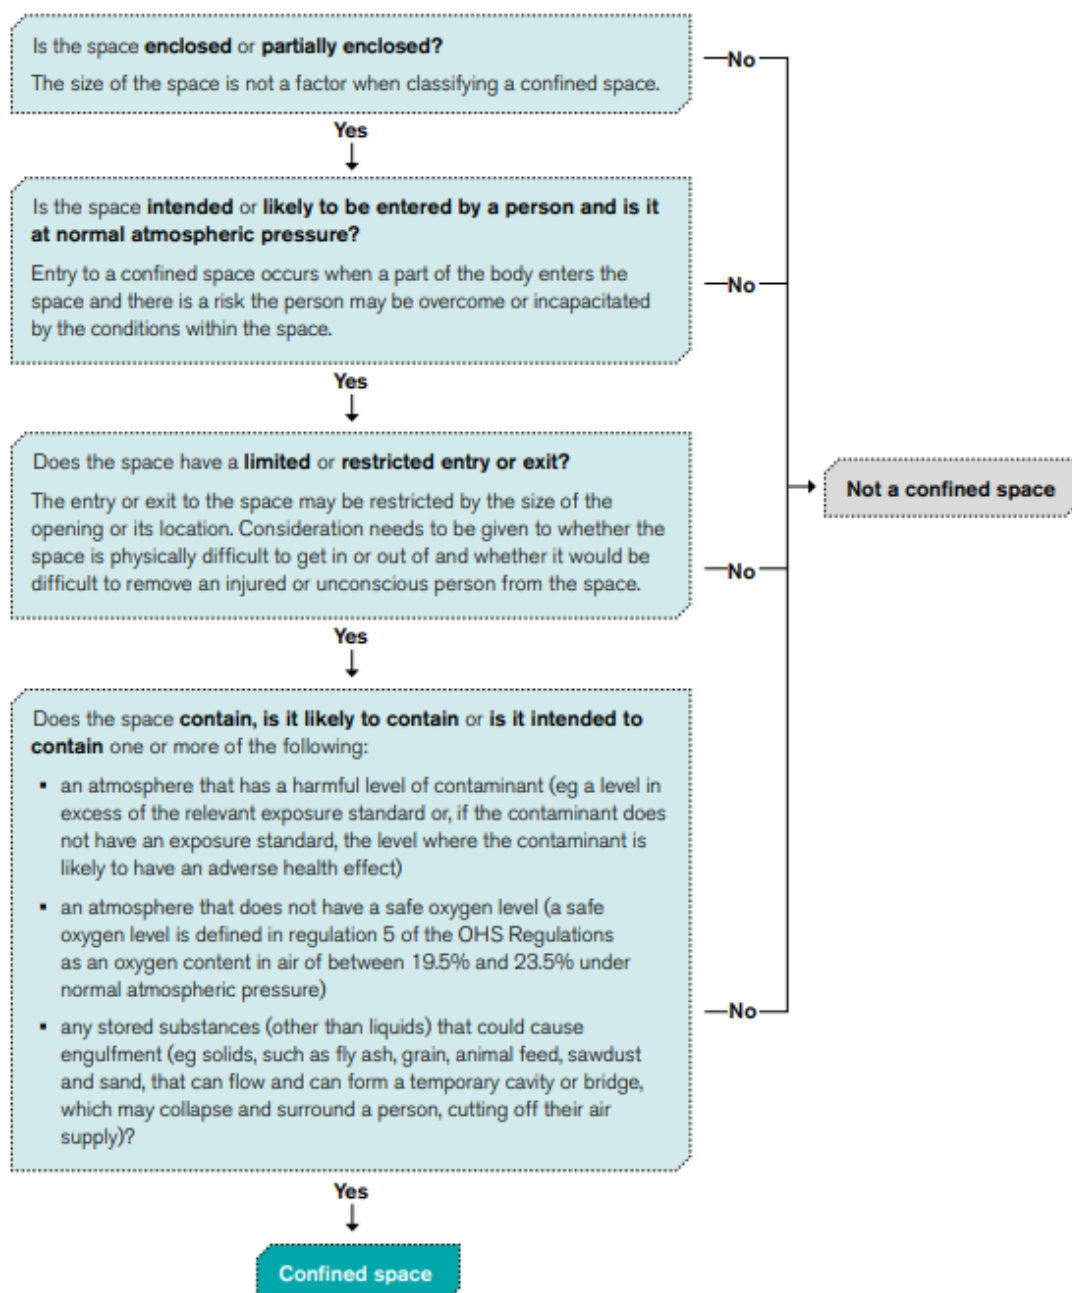 Is the space enclosed or partially enclosed?
The size of the space is not a factor when classifying a confined space.
No
Yes
Is the space intended or likely to be entered by a person and is it
at normal atmospheric pressure?
Entry to a confined space occurs when a part of the body enters the
space and there is a risk the person may be overcome or incapacitated
by the conditions within the space.
No
Yes
Does the space have a limited or restricted entry or exit?
The entry or exit to the space may be restricted by the size of the
opening or its location. Consideration needs to be given to whether the
space is physically difficult to get in or out of and whether it would be
difficult to remove an injured or unconscious person from the space.
No
Not a confined space
Yes
Does the space contain, is it likely to contain or is it intended to
contain one or more of the following:
▪ an atmosphere that has a harmful level of contaminant (eg a level in
excess of the relevant exposure standard or, if the contaminant does
not have an exposure standard, the level where the contaminant is
likely to have an adverse health effect)
▪ an atmosphere that does not have a safe oxygen level (a safe
oxygen level is defined in regulation 5 of the OHS Regulations
as an oxygen content in air of between 19.5% and 23.5% under
normal atmospheric pressure)
▪ any stored substances (other than liquids) that could cause
engulfment (eg solids, such as fly ash, grain, animal feed, sawdust
and sand, that can flow and can form a temporary cavity or bridge,
which may collapse and surround a person, cutting off their air
supply)?
No
Yes
Confined space